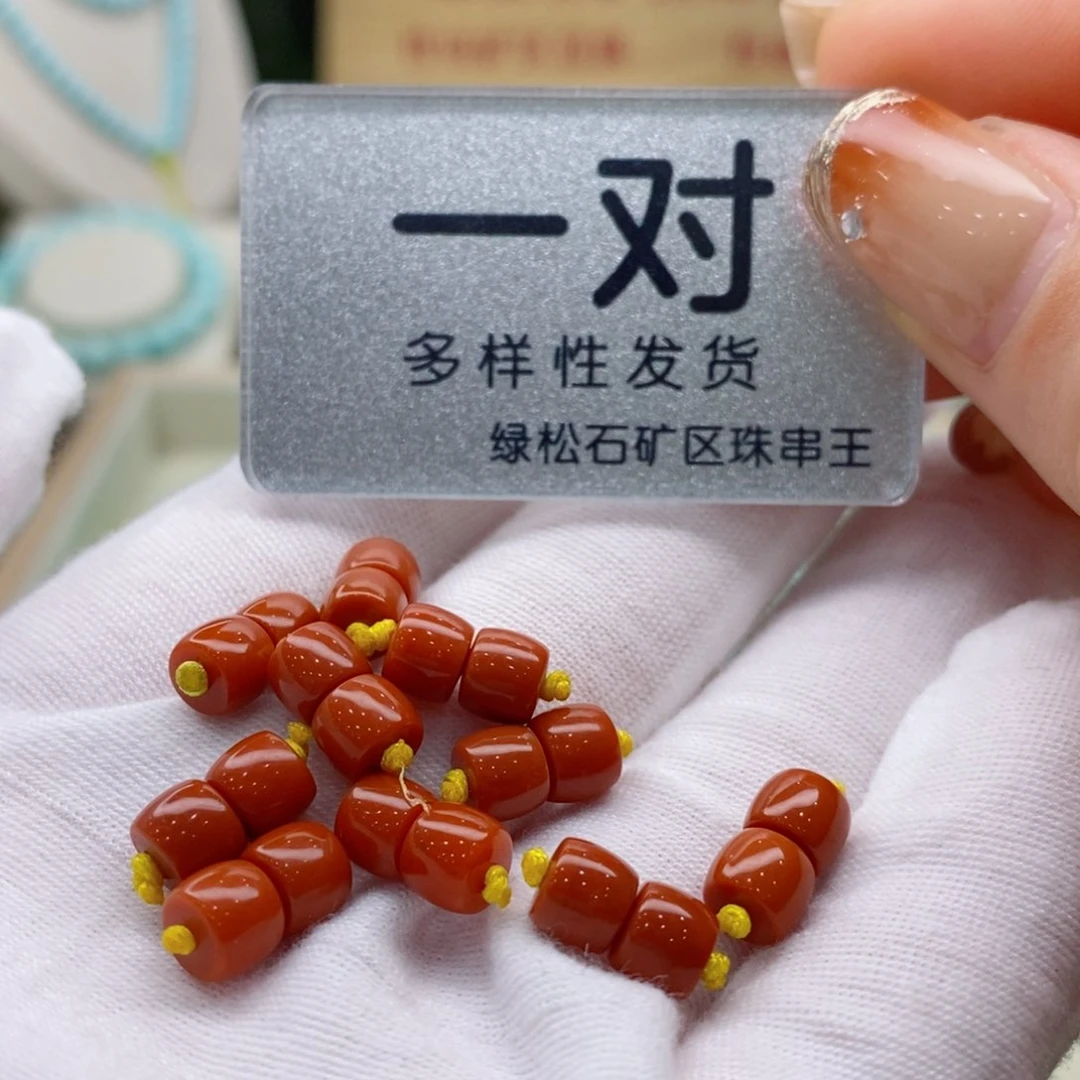 一对
多样性发货
绿松石矿区珠串王